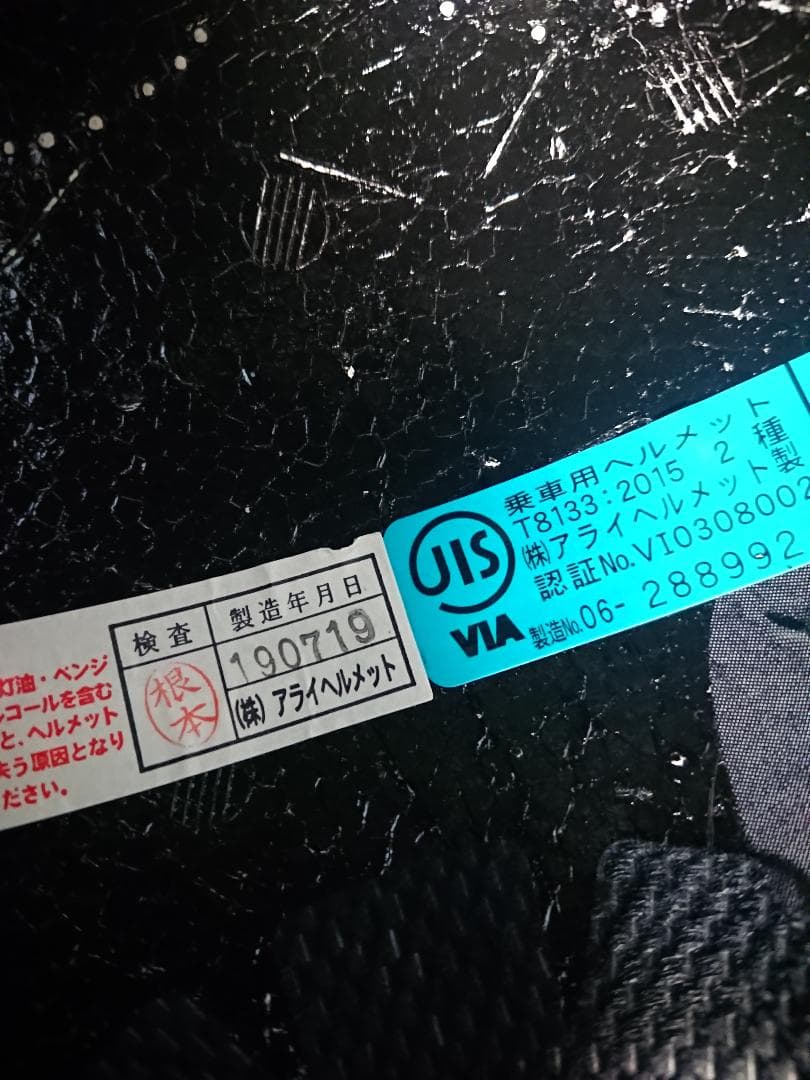 灯油・ベンジ
レコールを含む
と、ヘルメット
失う原因となり
ださい。
検査
製造年月日
根本
190719
(株) アライヘルメット
JIS
VIA
乗車用ヘルメット
T8133:2015 2種
(株)アライヘルメット製
認証No.VI0308002
製造No.06-288992